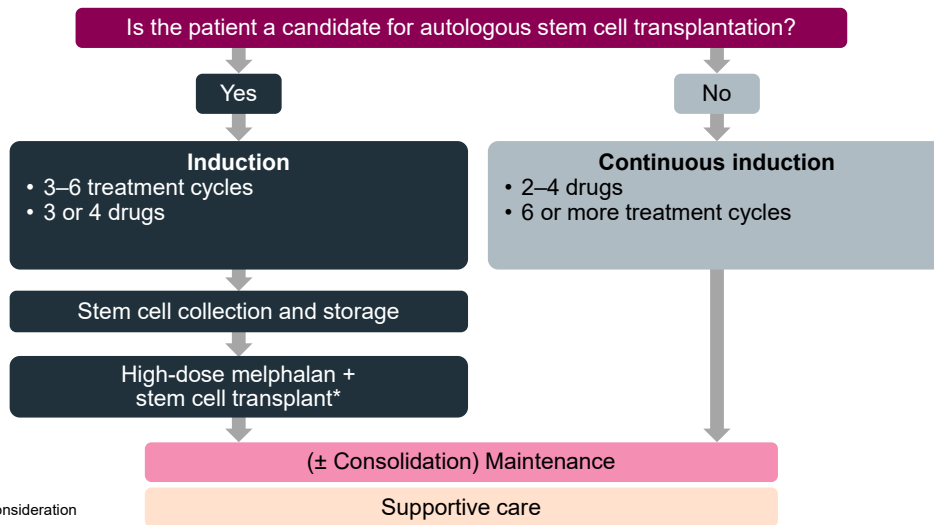 Is the patient a candidate for autologous stem cell transplantation?
Yes
No
Induction
• 3–6 treatment cycles
• 3 or 4 drugs
Continuous induction
• 2–4 drugs
• 6 or more treatment cycles
Stem cell collection and storage
High-dose melphalan +
stem cell transplant*
(± Consolidation) Maintenance
Supportive care